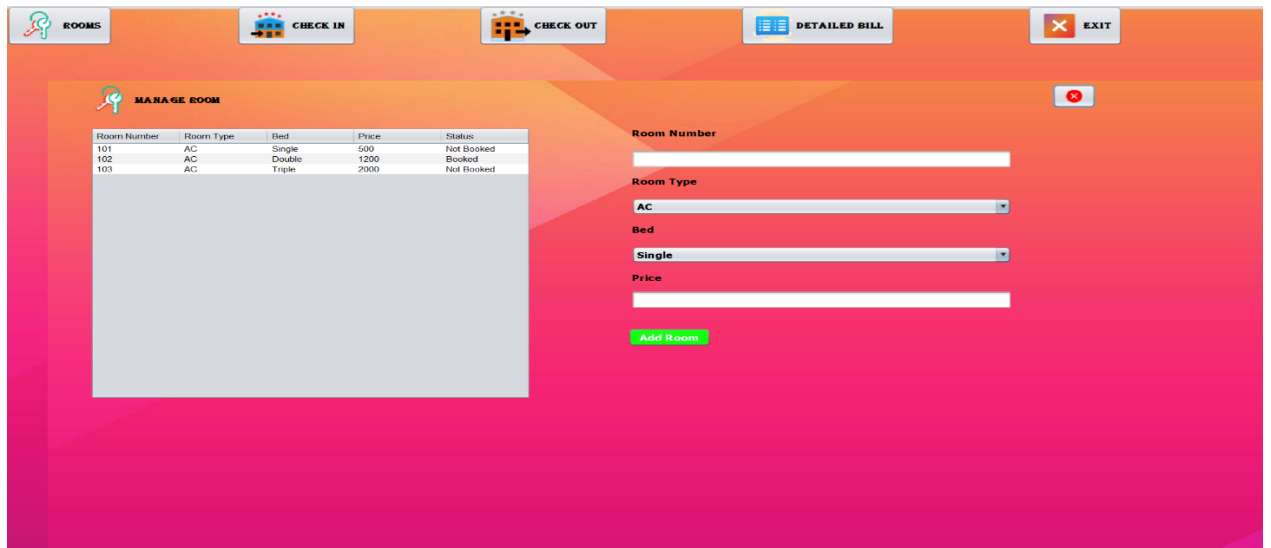 ROOMS CHECK IN CHECK OUT DETAILED BILL EXIT
MANAGE ROOM
Room Number Room Type Bed Price Status
101 AC Single 500 Not Booked
102 AC Double 1200 Booked
103 AC Triple 2000 Not Booked
Room Number
Room Type
AC
Bed
Single
Price
Add Room